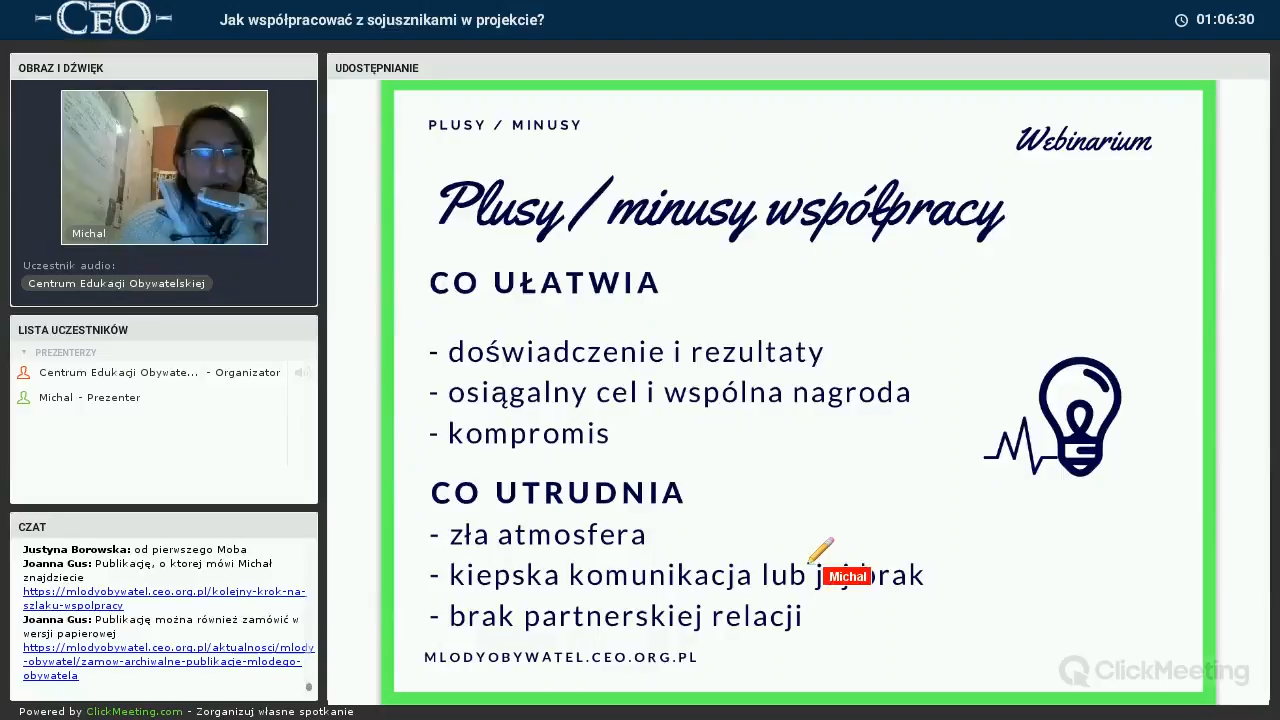 CEO
Jak współpracować z sojusznikami w projekcie?
01:06:30
OBRAZ I DŹWIĘK
Michal
Uczestnik audio:
Centrum Edukacji Obywatelskiej
LISTA UCZESTNIKÓW
PREZENTERZY
Centrum Edukacji Obywate... - Organizator
Michal - Prezenter
CZAT
Justyna Borowska: od pierwszego Moba
Joanna Gus: Publikację, o ktorej mówi Michał
znajdziecie
https://mlodyobywatel.ceo.org.pl/kolejny-krok-na-
szlaku-wspolpracy
Joanna Gus: Publikację można również zamówić w
wersji papierowej
https://mlodyobywatel.ceo.org.pl/aktualnosci/mlody
-obywatel/zamow-archiwalne-publikacje-mlodego-
obywatela
UDOSTĘPNIANIE
PLUSY / MINUSY
Webinarium
Plusy / minusy współpracy
CO UŁATWIA
- doświadczenie i rezultaty
- osiągalny cel i wspólna nagroda
- kompromis
CO UTRUDNIA
- zła atmosfera
- kiepska komunikacja lub brak
Michal
- brak partnerskiej relacji
MLODYOBYWATEL.CEO.ORG.PL
ClickMeeting
Powered by ClickMeeting.com - Zorganizuj własne spotkanie